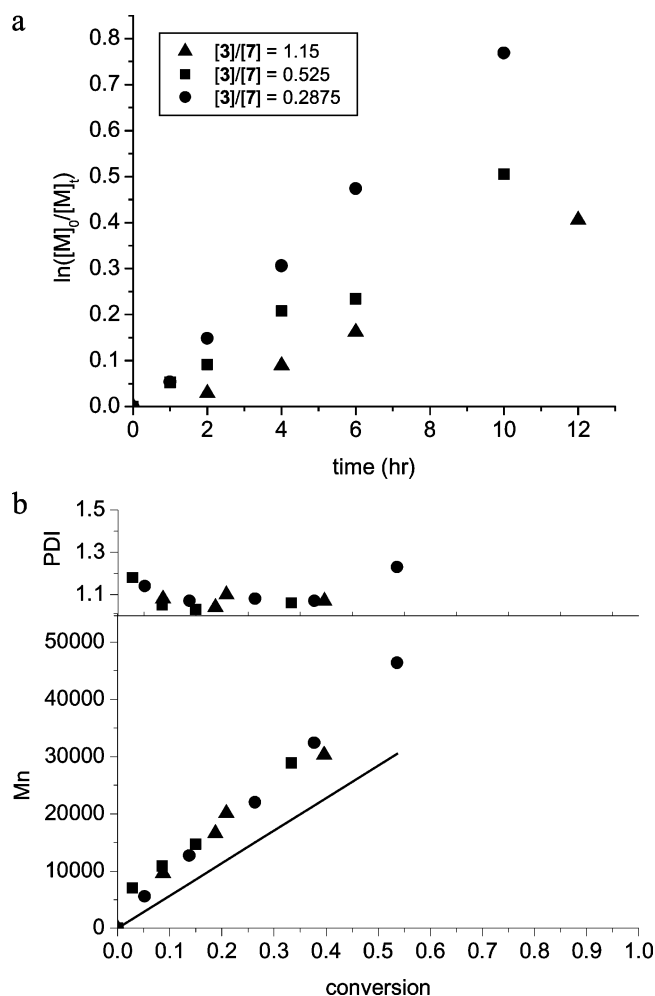 a
0.8
0.7
0.6
0.5
0.4
0.3
0.2
0.1
0.0
ln([M]0/[M]t)
[3]/[7] = 1.15
[3]/[7] = 0.525
[3]/[7] = 0.2875
0 2 4 6 8 10 12
time (hr)
b
1.5
1.3
1.1
PDI
50000
40000
30000
20000
10000
0
Mn
0.0 0.1 0.2 0.3 0.4 0.5 0.6 0.7 0.8 0.9 1.0
conversion